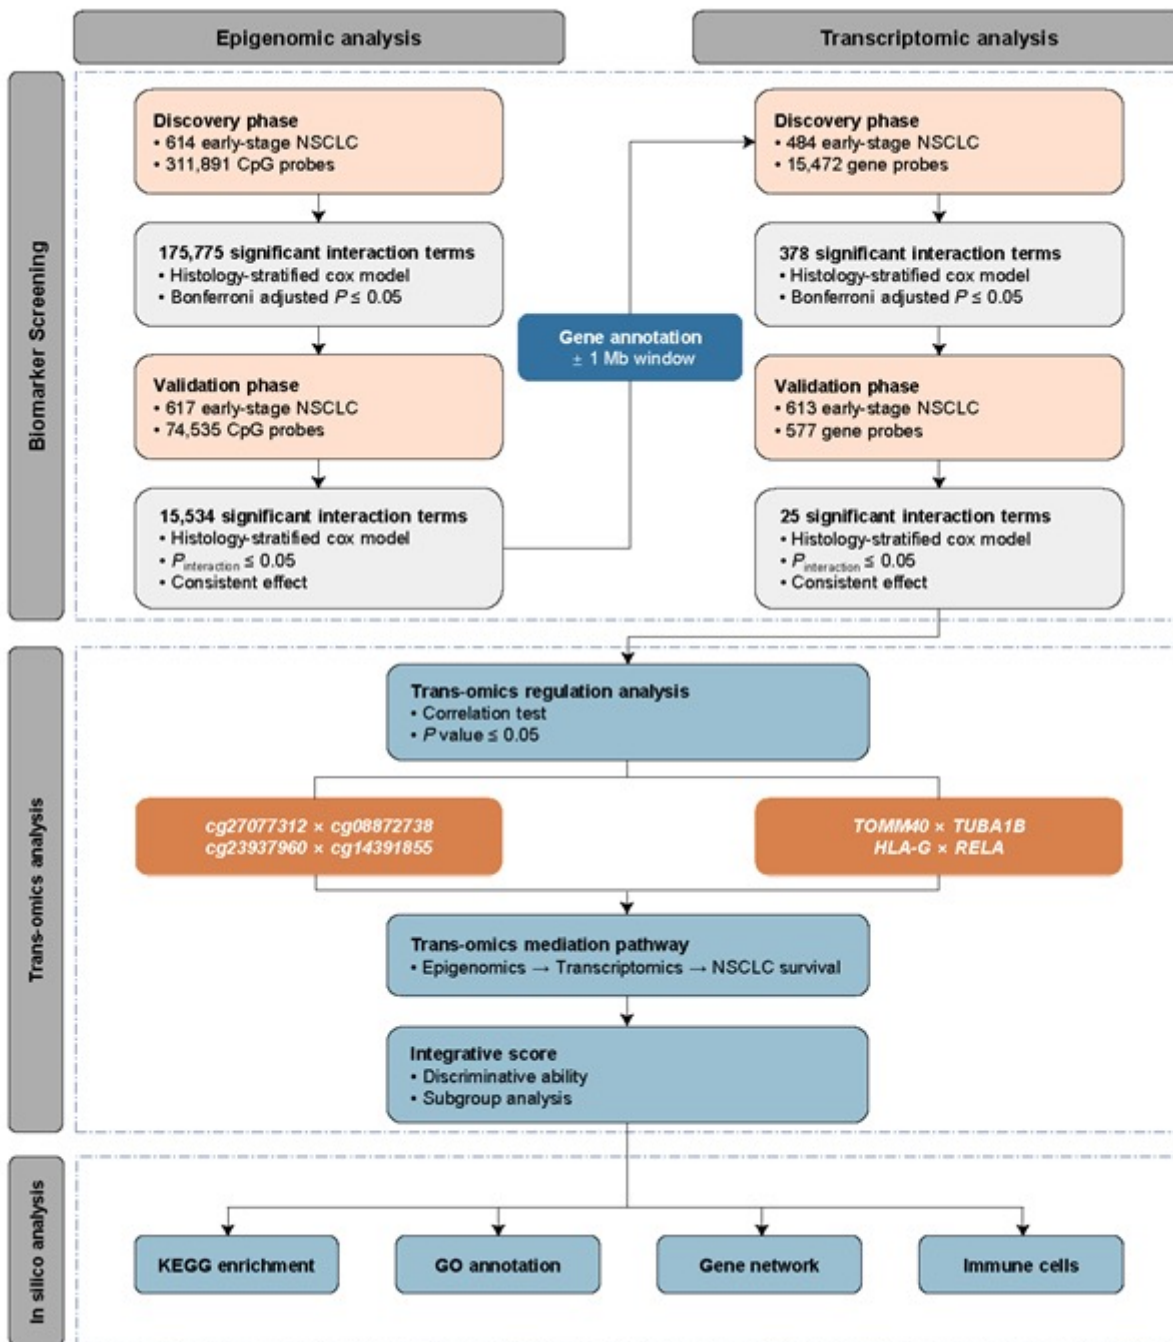 Epigenomic analysis
Transcriptomic analysis
Biomarker Screening
Discovery phase
• 614 early-stage NSCLC
• 311,891 CpG probes
175,775 significant interaction terms
• Histology-stratified cox model
• Bonferroni adjusted P ≤ 0.05
Validation phase
• 617 early-stage NSCLC
• 74,535 CpG probes
15,534 significant interaction terms
• Histology-stratified cox model
• Pinteraction ≤ 0.05
• Consistent effect
Gene annotation
± 1 Mb window
Discovery phase
• 484 early-stage NSCLC
• 15,472 gene probes
378 significant interaction terms
• Histology-stratified cox model
• Bonferroni adjusted P ≤ 0.05
Validation phase
• 613 early-stage NSCLC
• 577 gene probes
25 significant interaction terms
• Histology-stratified cox model
• Pinteraction ≤ 0.05
• Consistent effect
Trans-omics analysis
Trans-omics regulation analysis
• Correlation test
• P value ≤ 0.05
cg27077312 × cg08872738
cg23937960 × cg14391855
TOMM40 × TUBA1B
HLA-G × RELA
Trans-omics mediation pathway
• Epigenomics → Transcriptomics → NSCLC survival
Integrative score
• Discriminative ability
• Subgroup analysis
In silico analysis
KEGG enrichment
GO annotation
Gene network
Immune cells